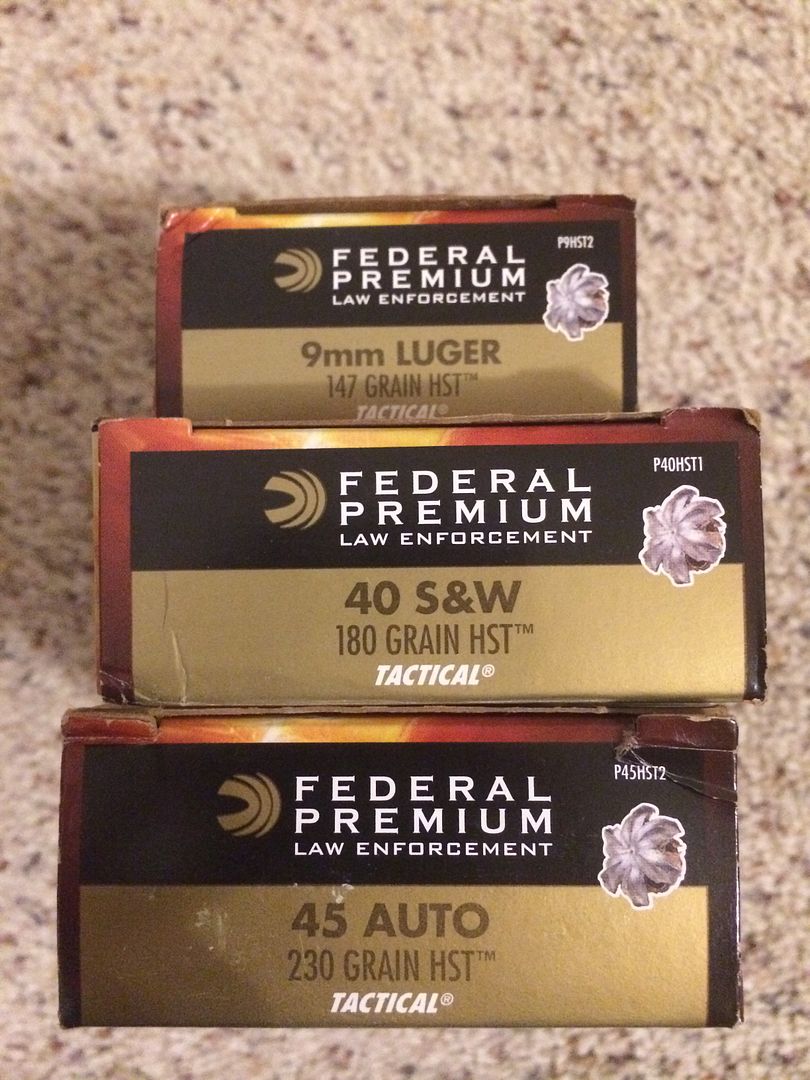 P9HST2
FEDERAL
PREMIUM
LAW ENFORCEMENT
9mm LUGER
147 GRAIN HST™
TACTICAL®
P40HST1
FEDERAL
PREMIUM
LAW ENFORCEMENT
40 S&W
180 GRAIN HST™
TACTICAL®
P45HST2
FEDERAL
PREMIUM
LAW ENFORCEMENT
45 AUTO
230 GRAIN HST™
TACTICAL®